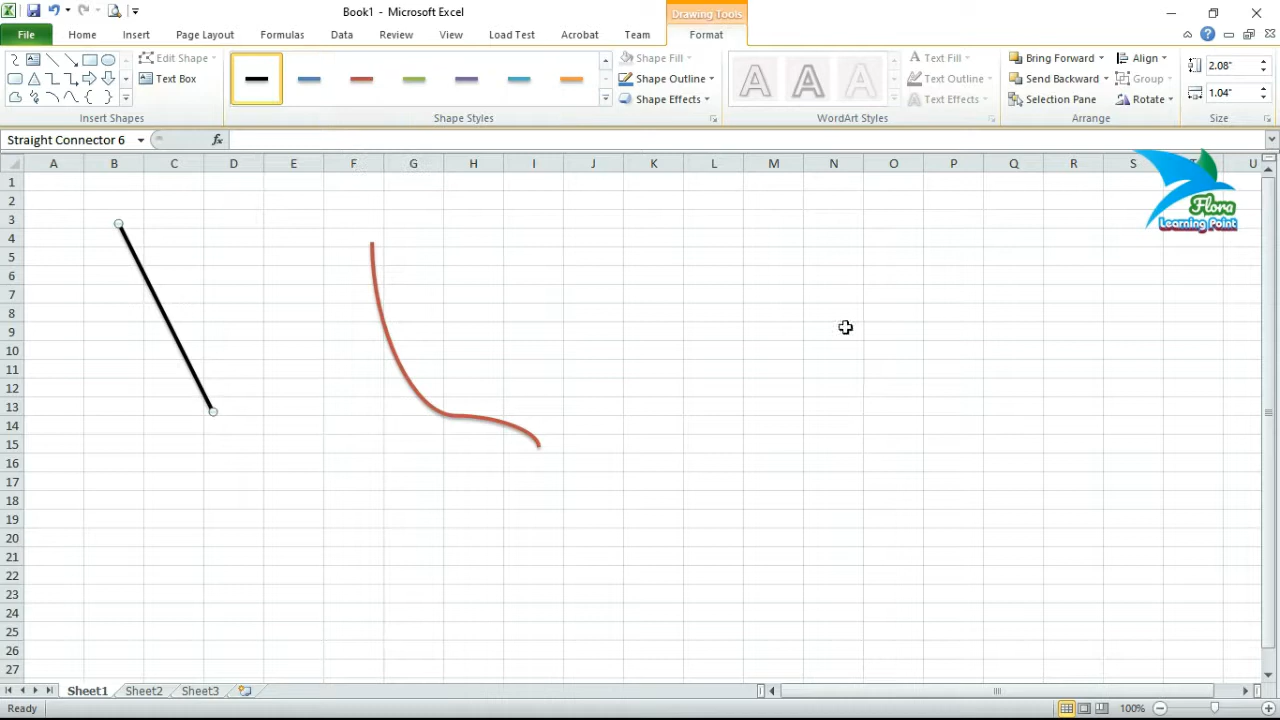 Book1 - Microsoft Excel
Drawing Tools
File Home Insert Page Layout Formulas Data Review View Load Test Acrobat Team Format
Edit Shape
Text Box
Insert Shapes
Shape Fill
Shape Outline
Shape Effects
Shape Styles
A A A
Text Fill
Text Outline
Text Effects
WordArt Styles
Bring Forward
Send Backward
Selection Pane
Align
Group
Rotate
Arrange
2.08"
1.04"
Size
Straight Connector 6
fx
A B C D E F G H I J K L M N O P Q R S T U
1
2
3
4
5
6
7
8
9
10
11
12
13
14
15
16
17
18
19
20
21
22
23
24
25
26
27
Flora
Learning Point
Sheet1 Sheet2 Sheet3
Ready
100%